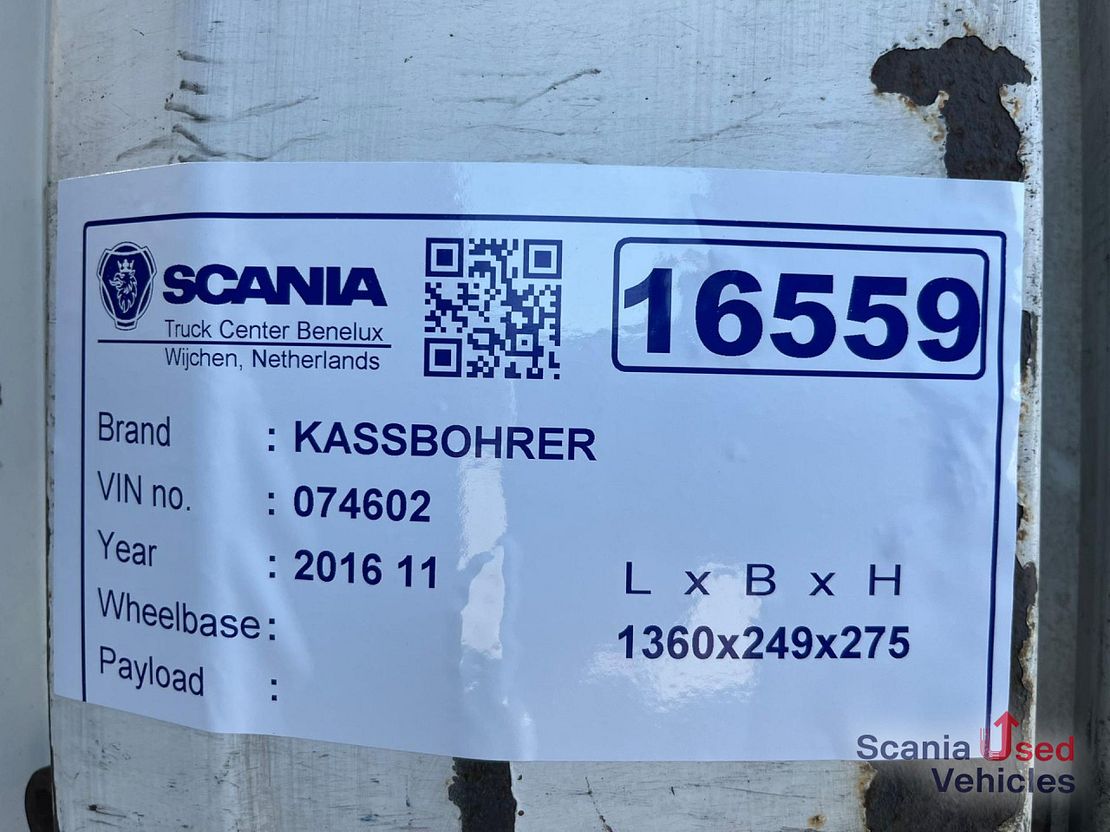 SCANIA
Truck Center Benelux
Wijchen, Netherlands
16559
Brand : KASSBOHRER
VIN no. : 074602
Year : 2016 11
Wheelbase :
Payload :
L x B x H
1360x249x275
Scania Used
Vehicles